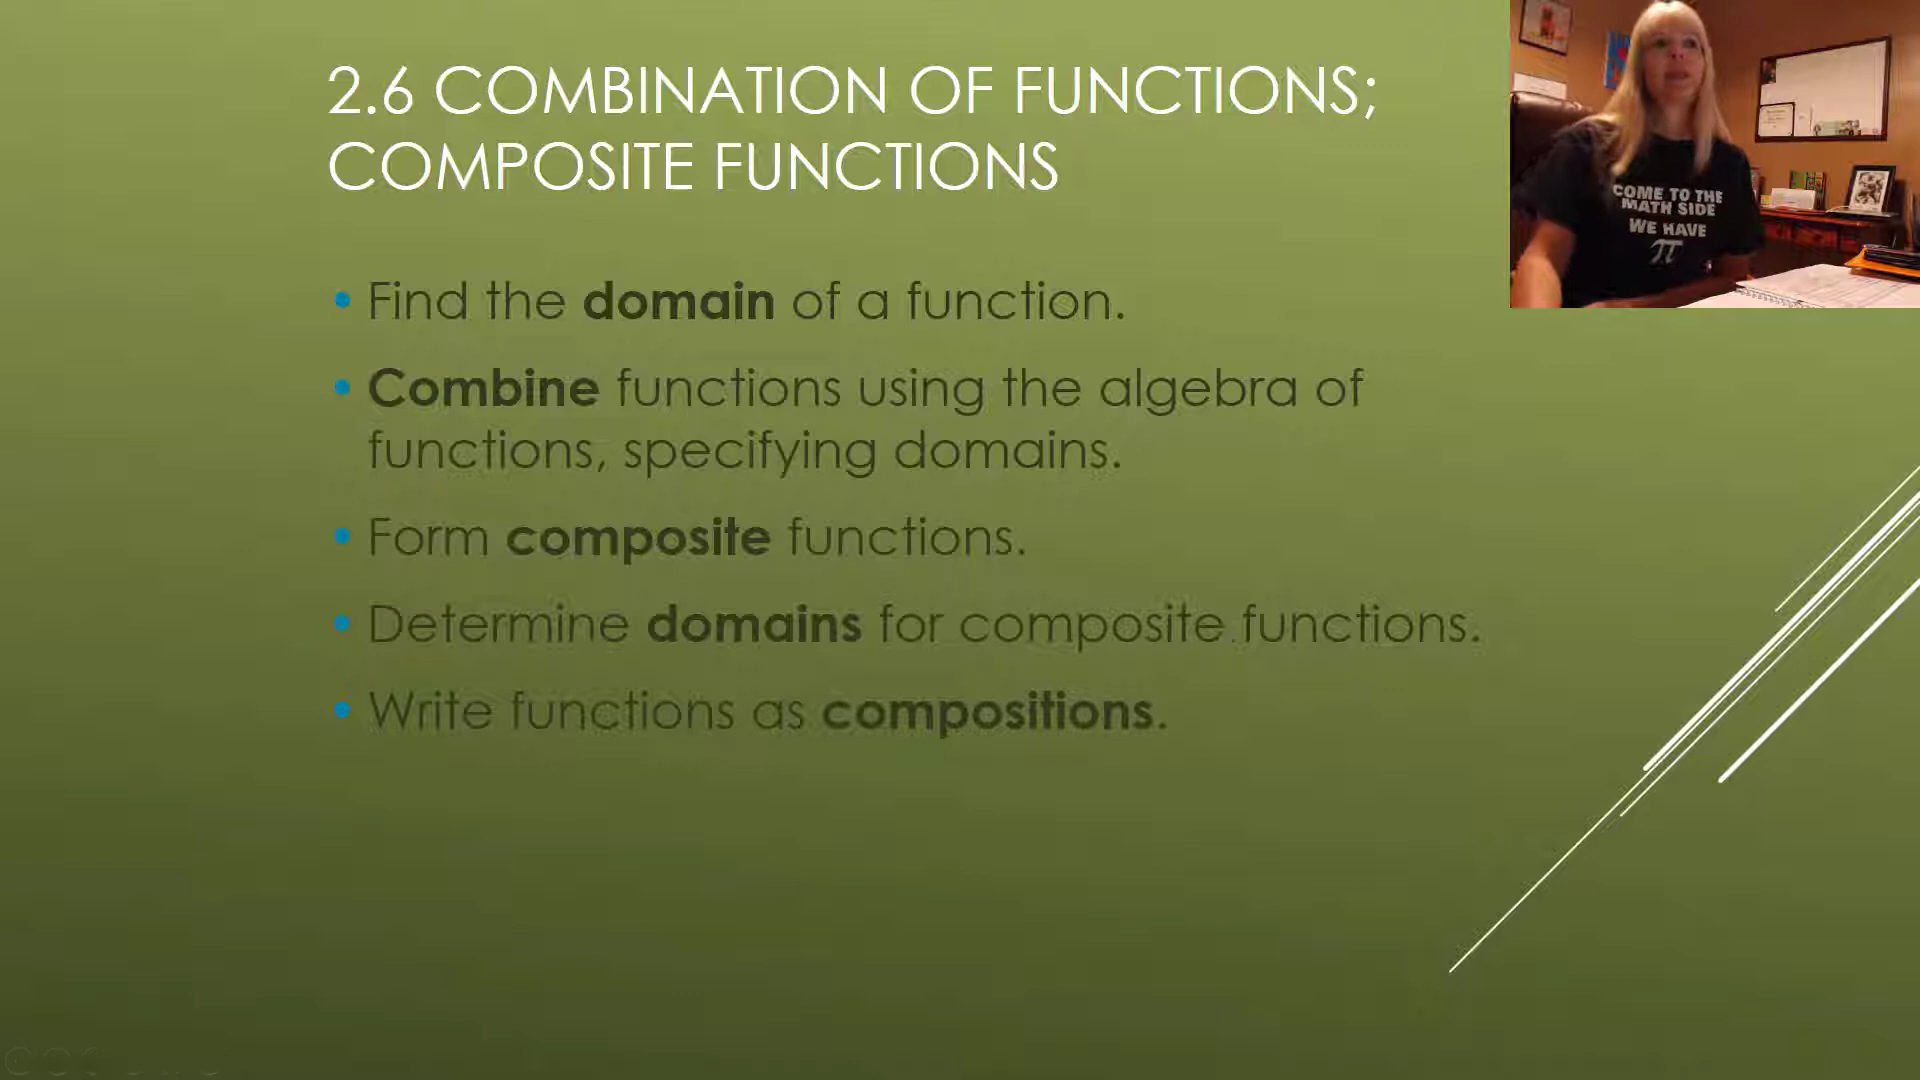 2.6 COMBINATION OF FUNCTIONS;
COMPOSITE FUNCTIONS
• Find the domain of a function.
• Combine functions using the algebra of
functions, specifying domains.
• Form composite functions.
• Determine domains for composite functions.
• Write functions as compositions.
COME TO THE
MATH SIDE
WE HAVE
π